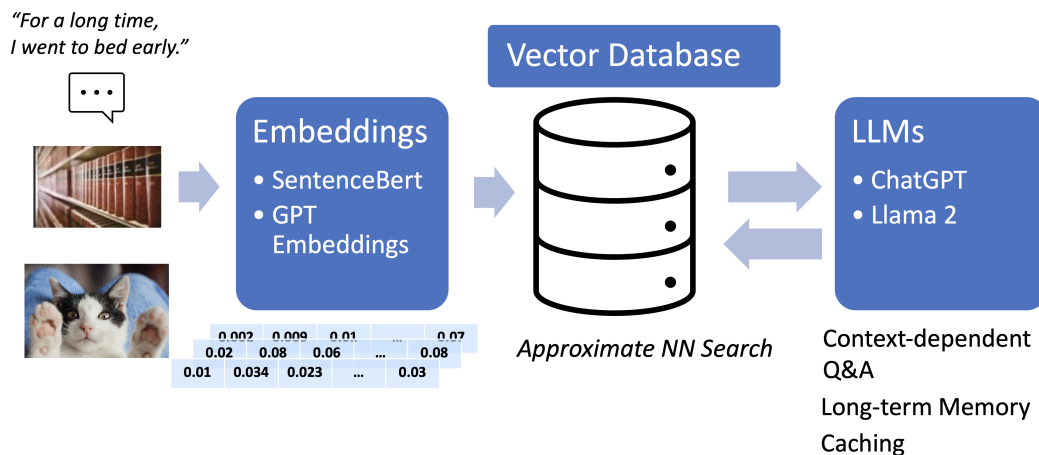 “For a long time,
I went to bed early.”
Embeddings
• SentenceBert
• GPT
Embeddings
0.002 0.009 0.01 ... 0.07
0.02 0.08 0.06 ... 0.08
0.01 0.034 0.023 ... 0.03
Vector Database
Approximate NN Search
LLMs
• ChatGPT
• Llama 2
Context-dependent
Q&A
Long-term Memory
Caching